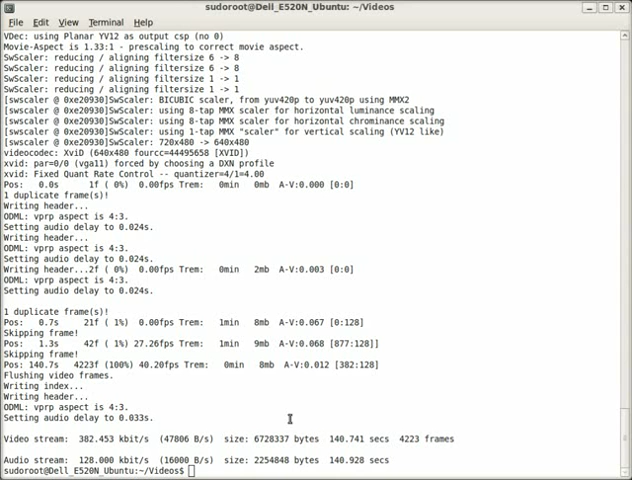 sudoroot@Dell_E520N_Ubuntu: ~/Videos
File Edit View Terminal Help
VDec: using Planar YV12 as output csp (no 0)
Movie-Aspect is 1.33:1 - prescaling to correct movie aspect.
SwScaler: reducing / aligning filtersize 6 -> 8
SwScaler: reducing / aligning filtersize 6 -> 8
SwScaler: reducing / aligning filtersize 1 -> 1
SwScaler: reducing / aligning filtersize 1 -> 1
[swscaler @ 0xe20930]SwScaler: BICUBIC scaler, from yuv420p to yuv420p using MMX2
[swscaler @ 0xe20930]SwScaler: using 8-tap MMX scaler for horizontal luminance scaling
[swscaler @ 0xe20930]SwScaler: using 8-tap MMX scaler for horizontal chrominance scaling
[swscaler @ 0xe20930]SwScaler: using 1-tap MMX "scaler" for vertical scaling (YV12 like)
[swscaler @ 0xe20930]SwScaler: 720x480 -> 640x480
videocodec: XviD (640x480 fourcc=44495658 [XVID])
xvid: par=0/0 (vga11) forced by choosing a DXN profile
xvid: Fixed Quant Rate Control -- quantizer=4/1=4.00
Pos:   0.0s      1f ( 0%)  0.00fps Trem:   0min   0mb  A-V:0.000 [0:0]
1 duplicate frame(s)!
Writing header...
ODML: vprp aspect is 4:3.
Setting audio delay to 0.024s.
Writing header...
ODML: vprp aspect is 4:3.
Setting audio delay to 0.024s.
Writing header...2f ( 0%)  0.00fps Trem:   0min   2mb  A-V:0.003 [0:0]
ODML: vprp aspect is 4:3.
Setting audio delay to 0.024s.
1 duplicate frame(s)!
Pos:   0.7s     21f ( 1%)  0.00fps Trem:   1min   8mb  A-V:0.067 [0:128]
Skipping frame!
Pos:   1.3s     42f ( 1%) 27.26fps Trem:   1min   9mb  A-V:0.068 [877:128]]
Skipping frame!
Pos: 140.7s   4223f (100%) 40.20fps Trem:   0min   8mb  A-V:0.012 [382:128]
Flushing video frames.
Writing index...
Writing header...
ODML: vprp aspect is 4:3.
Setting audio delay to 0.033s.
Video stream:  382.453 kbit/s  (47806 B/s)  size: 6728337 bytes  140.741 secs  4223 frames
Audio stream:  128.000 kbit/s  (16000 B/s)  size: 2254848 bytes  140.928 secs
sudoroot@Dell_E520N_Ubuntu:~/Videos$